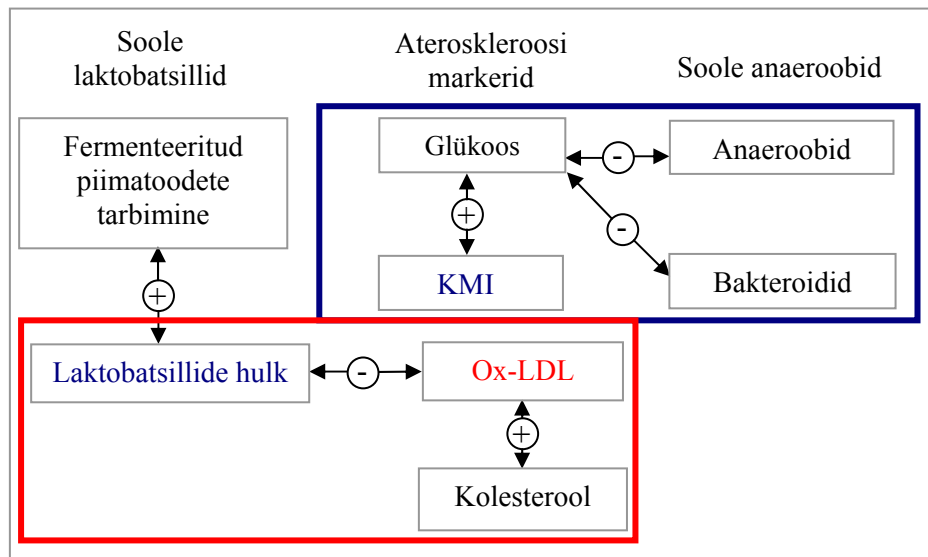 Soole
laktobatsillid
Ateroskleroosi
markerid
Soole anaeroobid
Fermenteeritud
piimatoodete
tarbimine
Glükoos
-
Anaeroobid
+
-
KMI
Bakteroidid
+
Laktobatsillide hulk
-
Ox-LDL
+
Kolesterool